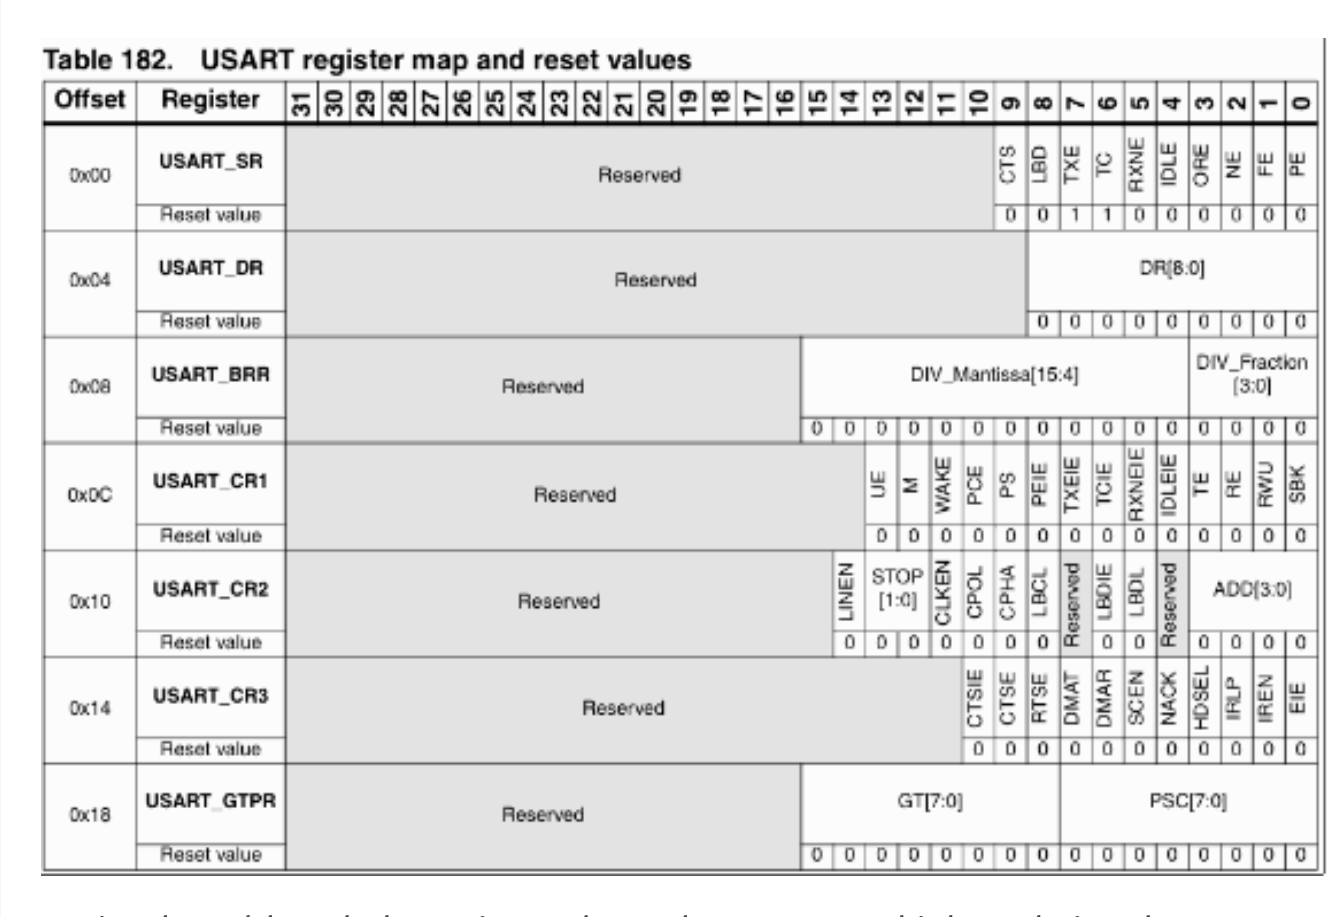 Table 182. USART register map and reset values
Offset Register 31 30 29 28 27 26 25 24 23 22 21 20 19 18 17 16 15 14 13 12 11 10 9 8 7 6 5 4 3 2 1 0
0x00 USART_SR Reserved CTS LBD TXE TC RXNE IDLE ORE NE FE PE
Reset value 0 0 1 1 0 0 0 0 0 0
0x04 USART_DR Reserved DR[8:0]
Reset value 0 0 0 0 0 0 0 0 0
0x08 USART_BRR Reserved DIV_Mantissa[15:4] DIV_Fraction [3:0]
Reset value 0 0 0 0 0 0 0 0 0 0 0 0 0 0 0 0
0x0C USART_CR1 Reserved UE M WAKE PCE PS PEIE TXEIE TCIE RXNEIE IDLEIE TE RE RWU SBK
Reset value 0 0 0 0 0 0 0 0 0 0 0 0 0 0
0x10 USART_CR2 Reserved LINEN STOP [1:0] CLKEN CPOL CPHA LBCL Reserved LBDIE LBDL Reserved ADD[3:0]
Reset value 0 0 0 0 0 0 0 0 0 0 0 0 0
0x14 USART_CR3 Reserved CTSIE CTSE RTSE DMAT DMAR SCEN NACK HDSEL IRLP IREN EIE
Reset value 0 0 0 0 0 0 0 0 0 0 0
0x18 USART_GTPR Reserved GT[7:0] PSC[7:0]
Reset value 0 0 0 0 0 0 0 0 0 0 0 0 0 0 0 0